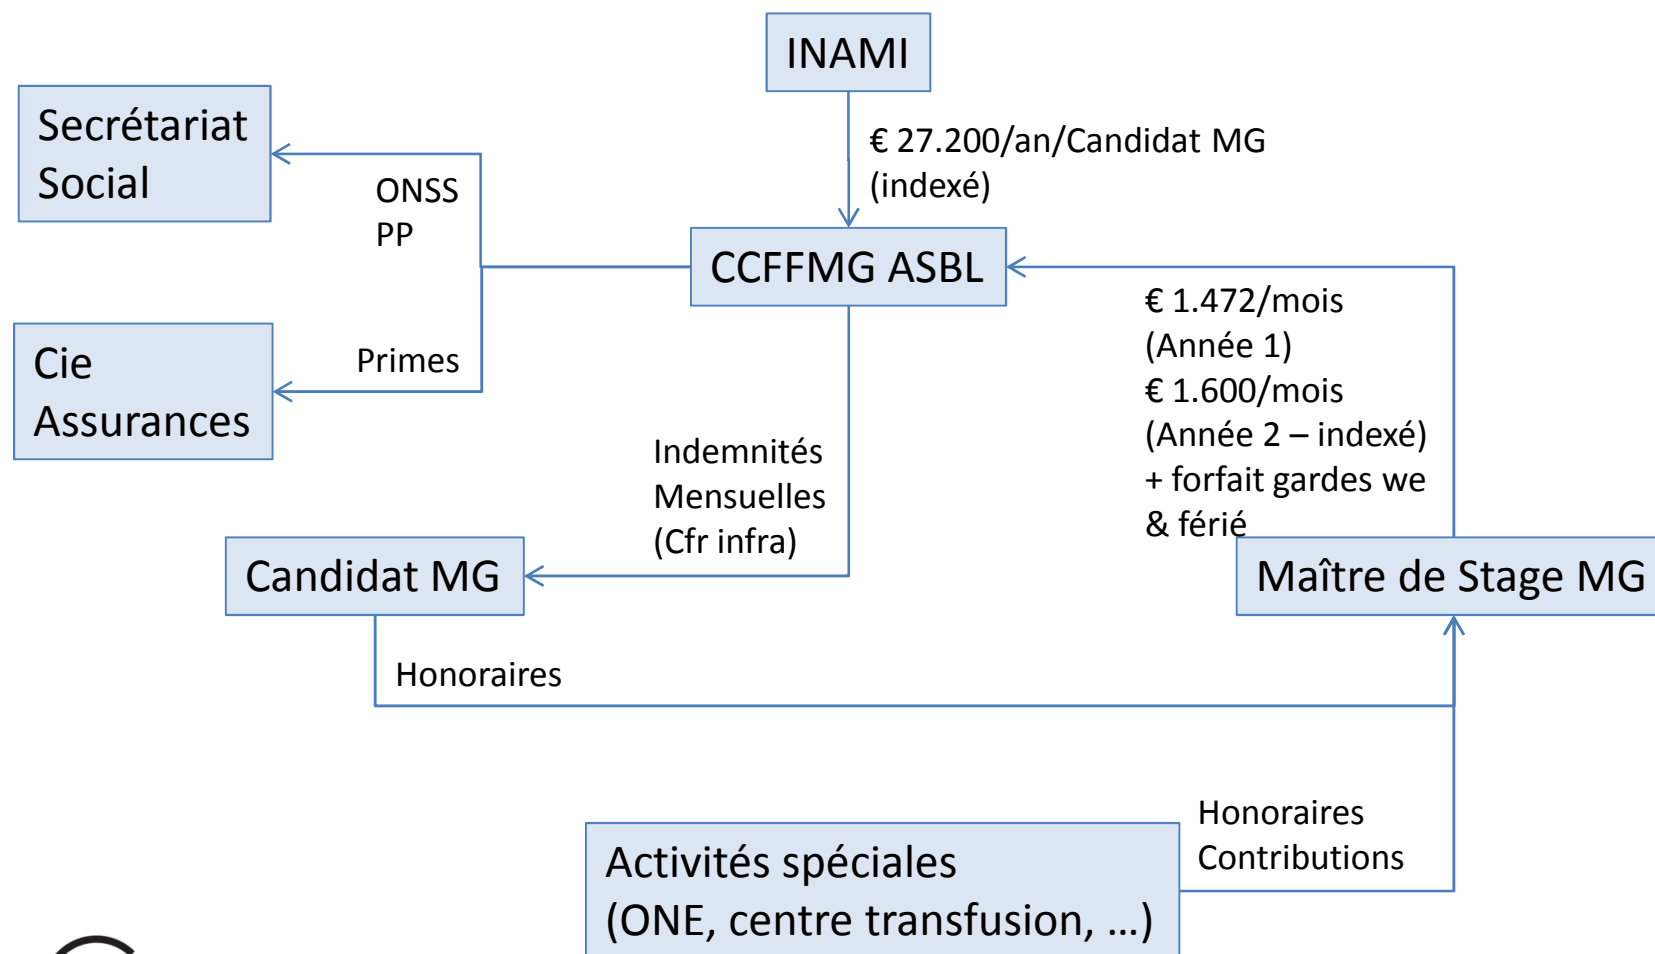 INAMI
Secrétariat
Social
€ 27.200/an/Candidat MG
(indexé)
ONSS
PP
CCFFMG ASBL
€ 1.472/mois
(Année 1)
€ 1.600/mois
(Année 2 – indexé)
+ forfait gardes we
& férié
Cie
Assurances
Primes
Indemnités
Mensuelles
(Cfr infra)
Candidat MG
Maître de Stage MG
Honoraires
Honoraires
Contributions
Activités spéciales
(ONE, centre transfusion, ...)